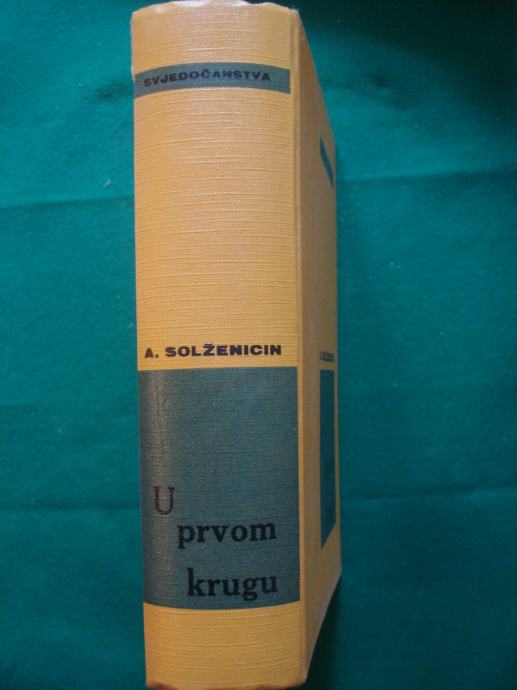 SVJEDOČANSTVA
A. SOLŽENICIN
U
prvom
krugu